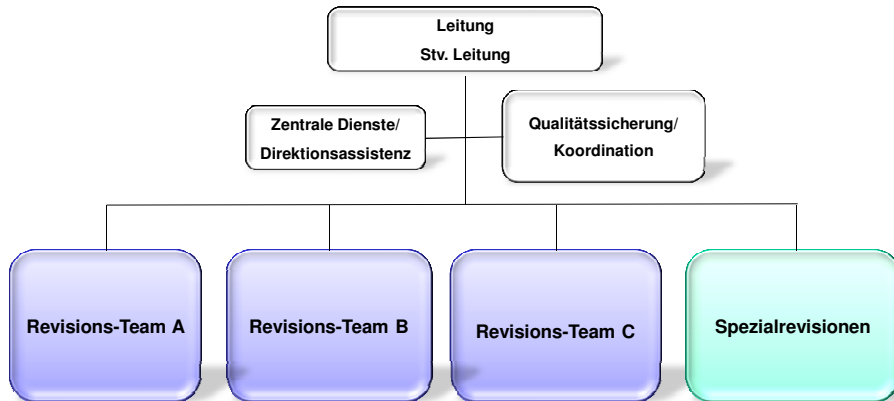 Leitung
Stv. Leitung
Zentrale Dienste/
Direktionsassistenz
Qualitätssicherung/
Koordination
Revisions-Team A
Revisions-Team B
Revisions-Team C
Spezialrevisionen